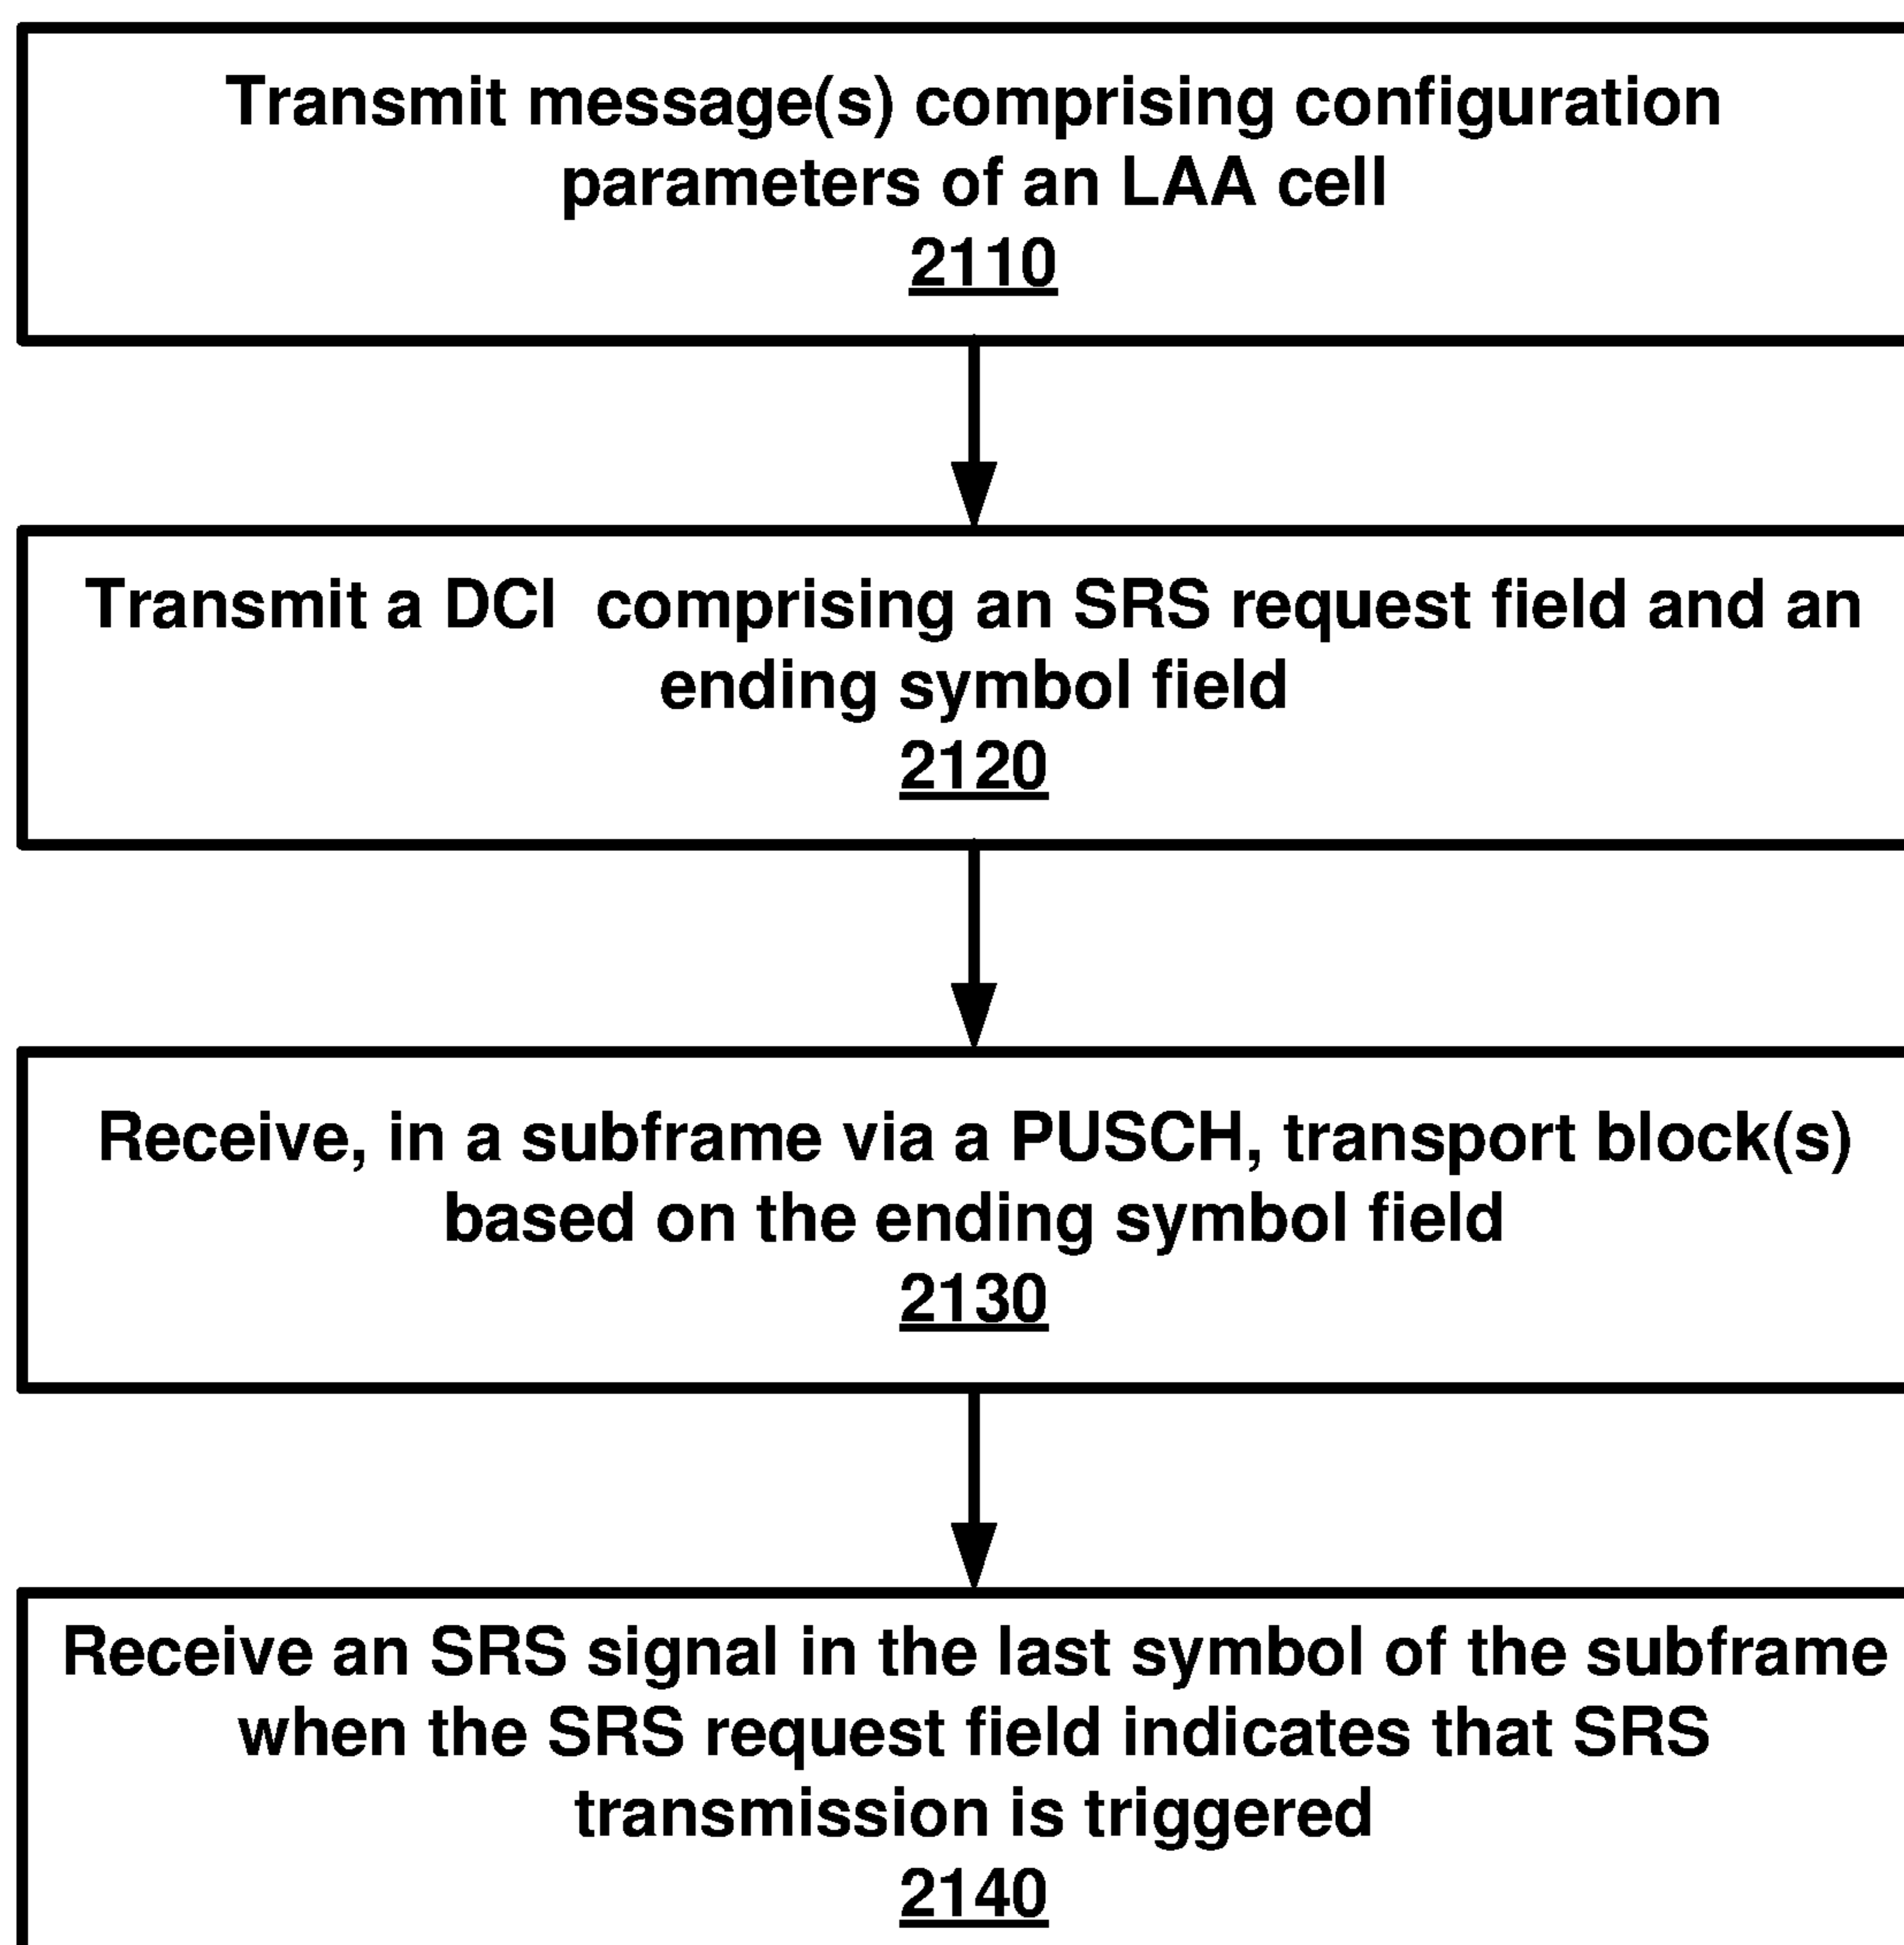 Transmit message(s) comprising configuration
parameters of an LAA cell
2110
Transmit a DCI comprising an SRS request field and an
ending symbol field
2120
Receive, in a subframe via a PUSCH, transport block(s)
based on the ending symbol field
2130
Receive an SRS signal in the last symbol of the subframe
when the SRS request field indicates that SRS
transmission is triggered
2140